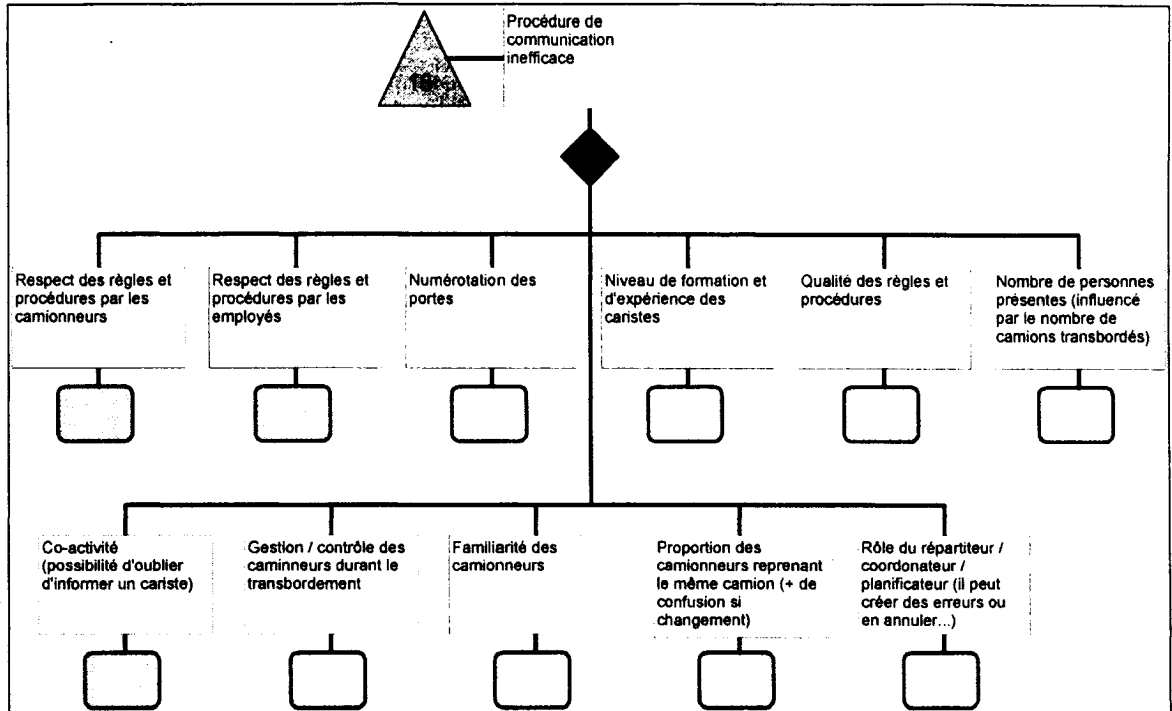 Procédure de
communication
inefficace
Respect des règles et
procédures par les
camionneurs
Respect des règles et
procédures par les
employés
Numérotation des
portes
Niveau de formation et
d'expérience des
caristes
Qualité des règles et
procédures
Nombre de personnes
présentes (influencé
par le nombre de
camions transbordés)
Co-activité
(possibilité d'oublier
d'informer un cariste)
Gestion / contrôle des
caminneurs durant le
transbordement
Familiarité des
camionneurs
Proportion des
camionneurs reprenant
le même camion (+ de
confusion si
changement)
Rôle du répartiteur /
coordonateur /
planificateur (il peut
créer des erreurs ou
en annuler...)